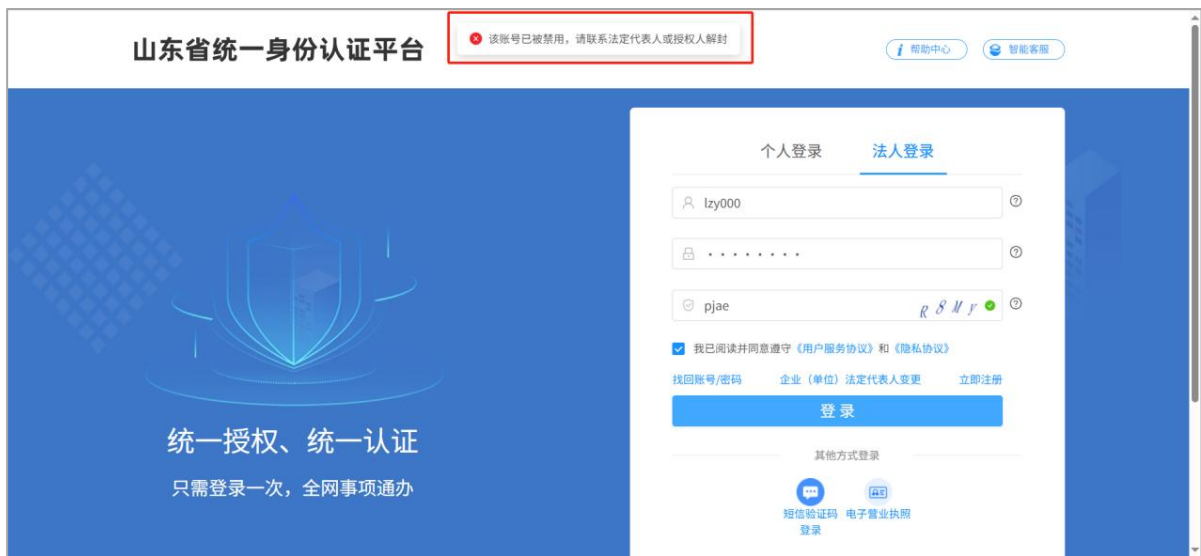 山东省统一身份认证平台
该账号已被禁用，请联系法定代表人或授权人解封
帮助中心
智能客服
个人登录
法人登录
lzy000
pjae
R8My
我已阅读并同意遵守《用户服务协议》和《隐私协议》
找回账号/密码
企业（单位）法定代表人变更
立即注册
登录
其他方式登录
短信验证码
登录
电子营业执照
统一授权、统一认证
只需登录一次，全网事项通办